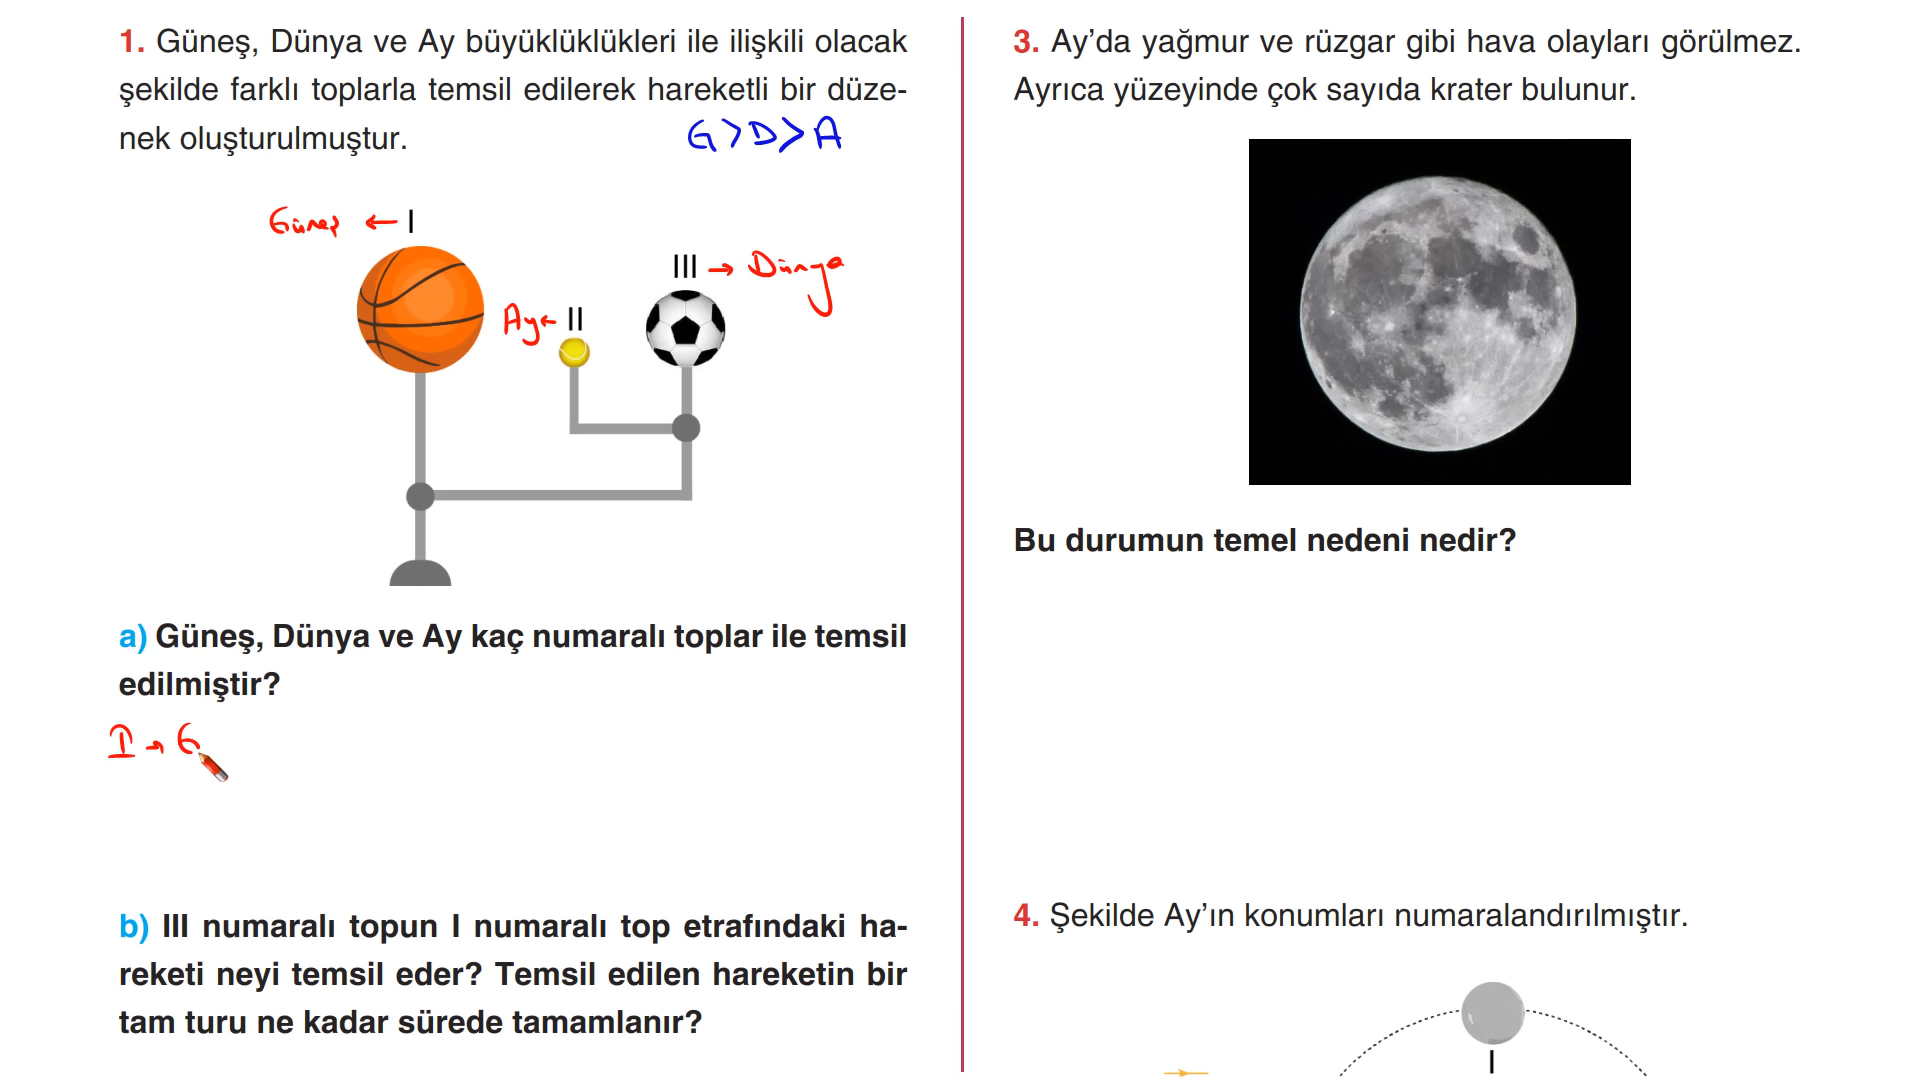 1. Güneş, Dünya ve Ay büyüklüklükleri ile ilişkili olacak
şekilde farklı toplarla temsil edilerek hareketli bir düze-
nek oluşturulmuştur.
G>D>A
Güneş ← I
III → Dünya
Ay ← II
a) Güneş, Dünya ve Ay kaç numaralı toplar ile temsil
edilmiştir?
I → G
b) III numaralı topun I numaralı top etrafındaki ha-
reketi neyi temsil eder? Temsil edilen hareketin bir
tam turu ne kadar sürede tamamlanır?
3. Ay’da yağmur ve rüzgar gibi hava olayları görülmez.
Ayrıca yüzeyinde çok sayıda krater bulunur.
Bu durumun temel nedeni nedir?
4. Şekilde Ay’ın konumları numaralandırılmıştır.
I